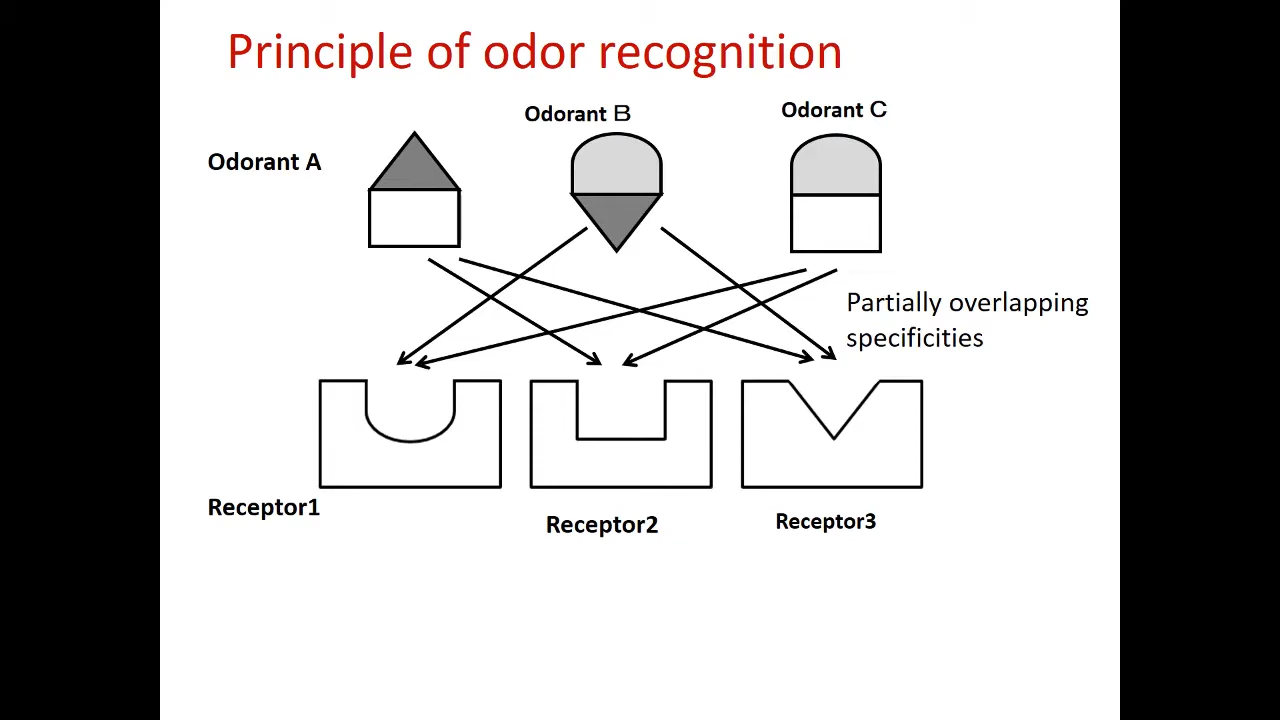 Principle of odor recognition
Odorant A
Odorant B
Odorant C
Partially overlapping
specificities
Receptor1
Receptor2
Receptor3